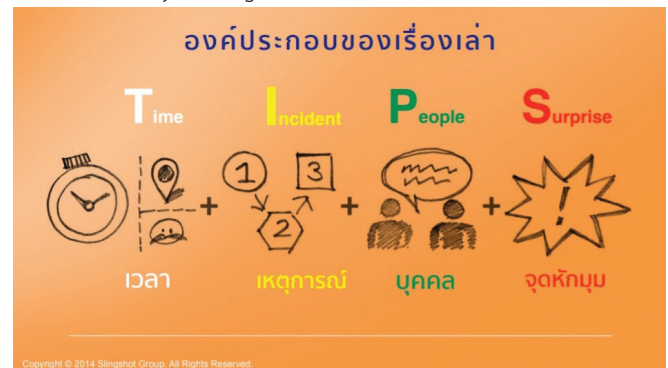 องค์ประกอบของเรื่องเล่า
Time Incident People Surprise
1 3
2
+ + +
!
เวลา เหตุการณ์ บุคคล จุดหักมุม
Copyright © 2014 Slingshot Group. All Rights Reserved.